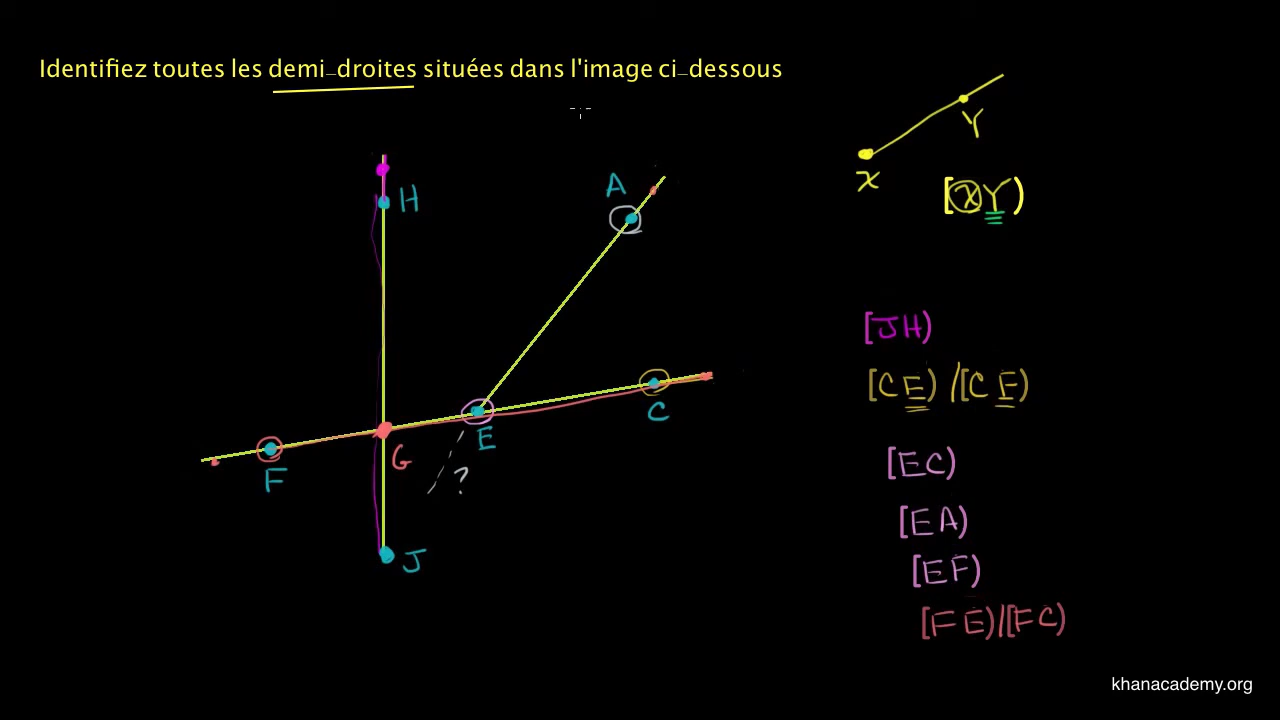 Identifiez toutes les demi-droites situées dans l'image ci-dessous
Y
X
[XY)
A
H
[JH)
[CE) /[CF)
C
E
G
F
?
[EC)
[EA)
J
[EF)
[FE)/[FC)
khanacademy.org